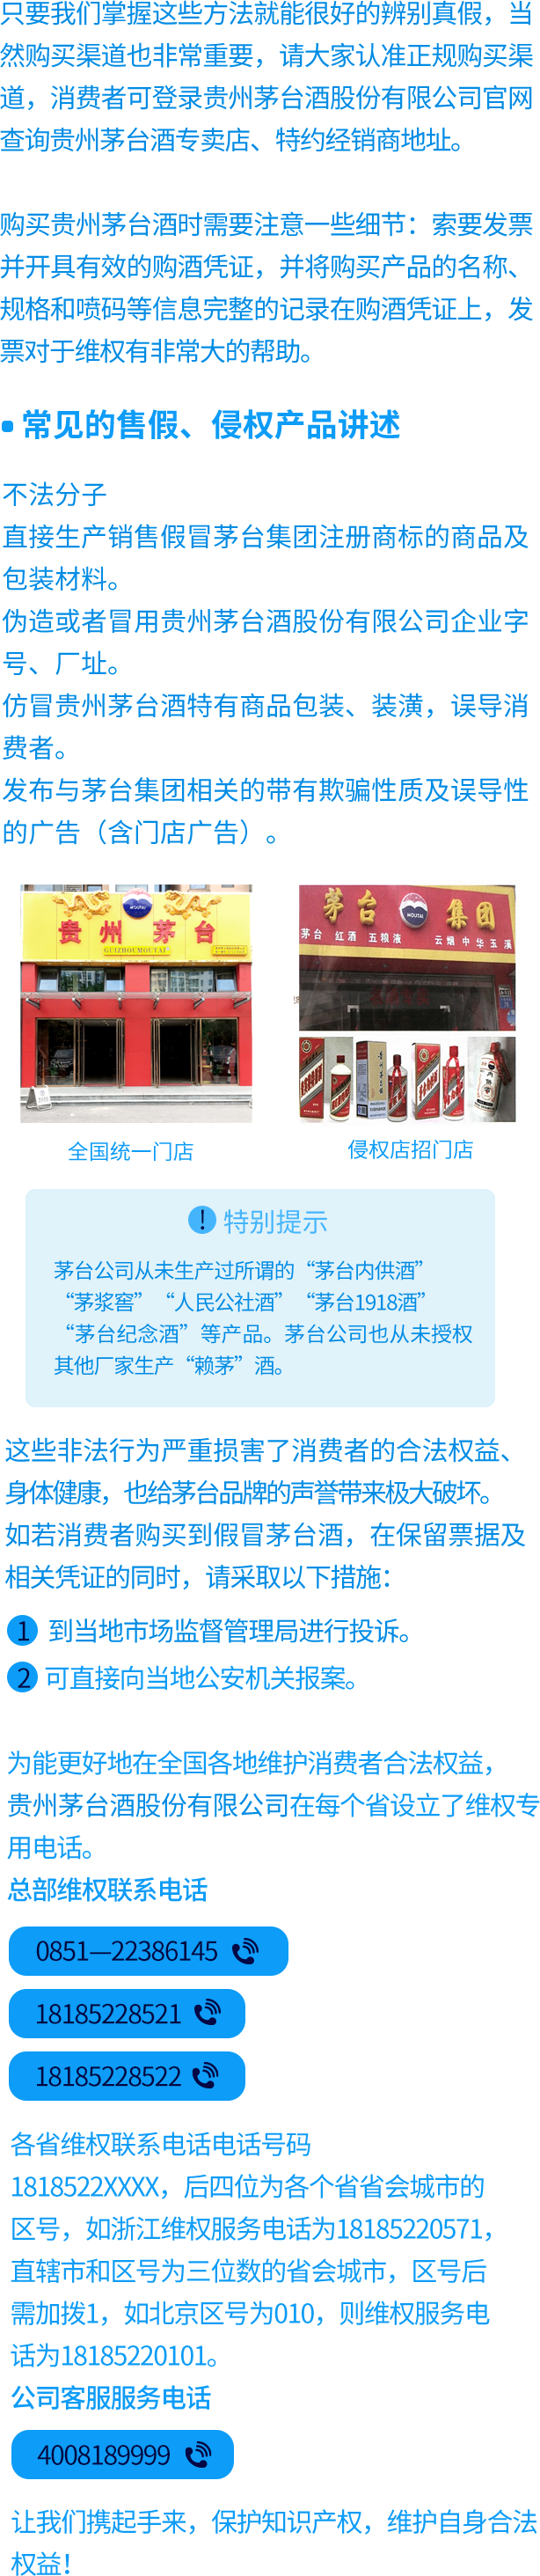 只要我们掌握这些方法就能很好的辨别真假，当
然购买渠道也非常重要，请大家认准正规购买渠
道，消费者可登录贵州茅台酒股份有限公司官网
查询贵州茅台酒专卖店、特约经销商地址。
购买贵州茅台酒时需要注意一些细节：索要发票
并开具有效的购酒凭证，并将购买产品的名称、
规格和喷码等信息完整的记录在购酒凭证上，发
票对于维权有非常大的帮助。
常见的售假、侵权产品讲述
不法分子
直接生产销售假冒茅台集团注册商标的商品及
包装材料。
伪造或者冒用贵州茅台酒股份有限公司企业字
号、厂址。
仿冒贵州茅台酒特有商品包装、装潢，误导消
费者。
发布与茅台集团相关的带有欺骗性质及误导性
的广告（含门店广告）。
MOUTAI
贵州茅台
GUIZHOUMOUTAI
茅台 MOUTAI 集团
茅台 红酒 五粮液 云烟 中华 玉溪
全国统一门店
侵权店招门店
! 特别提示
茅台公司从未生产过所谓的“茅台内供酒”
“茅浆窖”“人民公社酒”“茅台1918酒”
“茅台纪念酒”等产品。茅台公司也从未授权
其他厂家生产“赖茅”酒。
这些非法行为严重损害了消费者的合法权益、
身体健康，也给茅台品牌的声誉带来极大破坏。
如若消费者购买到假冒茅台酒，在保留票据及
相关凭证的同时，请采取以下措施：
1 到当地市场监督管理局进行投诉。
2 可直接向当地公安机关报案。
为能更好地在全国各地维护消费者合法权益，
贵州茅台酒股份有限公司在每个省设立了维权专
用电话。
总部维权联系电话
0851—22386145
18185228521
18185228522
各省维权联系电话电话号码
1818522XXXX，后四位为各个省省会城市的
区号，如浙江维权服务电话为18185220571，
直辖市和区号为三位数的省会城市，区号后
需加拨1，如北京区号为010，则维权服务电
话为18185220101。
公司客服服务电话
4008189999
让我们携起手来，保护知识产权，维护自身合法
权益！